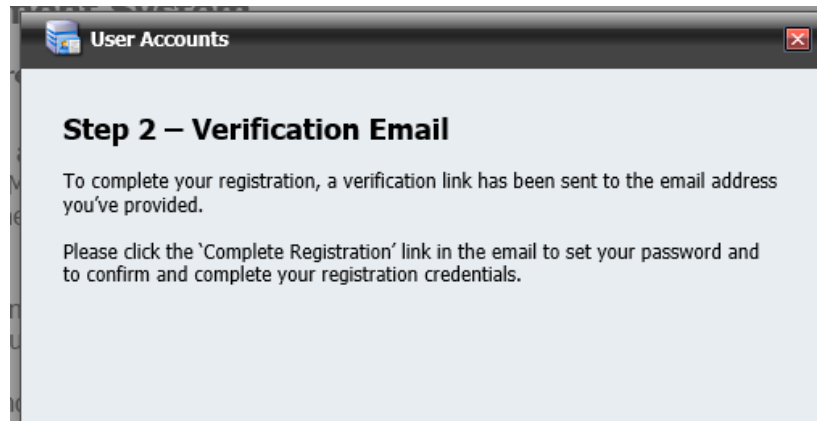 User Accounts
Step 2 – Verification Email
To complete your registration, a verification link has been sent to the email address
you've provided.
Please click the `Complete Registration´ link in the email to set your password and
to confirm and complete your registration credentials.